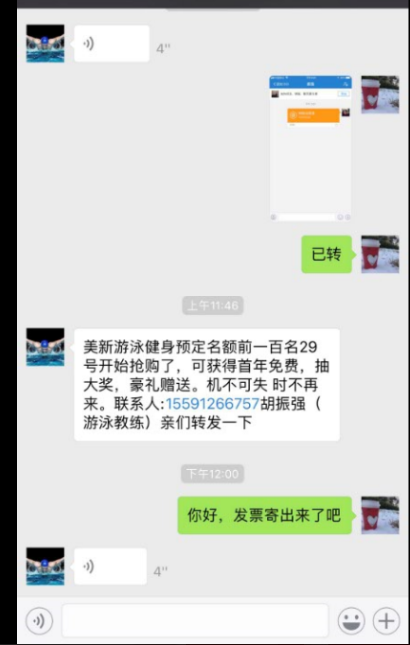 4"
已转
上午11:46
美新游泳健身预定名额前一百名29
号开始抢购了，可获得首年免费，抽
大奖，豪礼赠送。机不可失 时不再
来。联系人:15591266757胡振强（
游泳教练）亲们转发一下
下午12:00
你好，发票寄出来了吧
4"